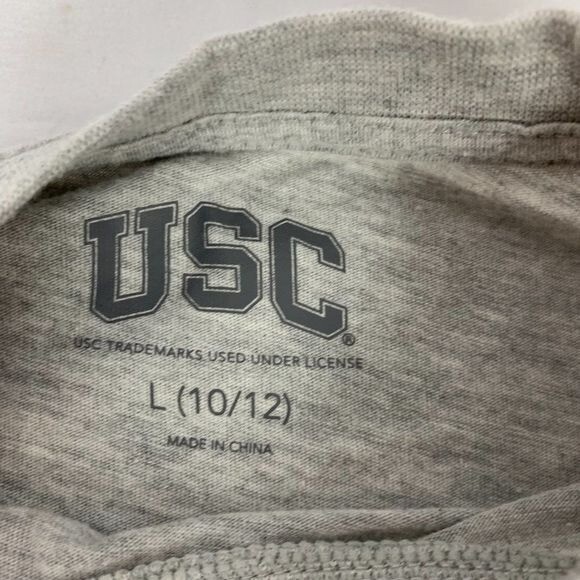 USC®
USC TRADEMARKS USED UNDER LICENSE
L (10/12)
MADE IN CHINA